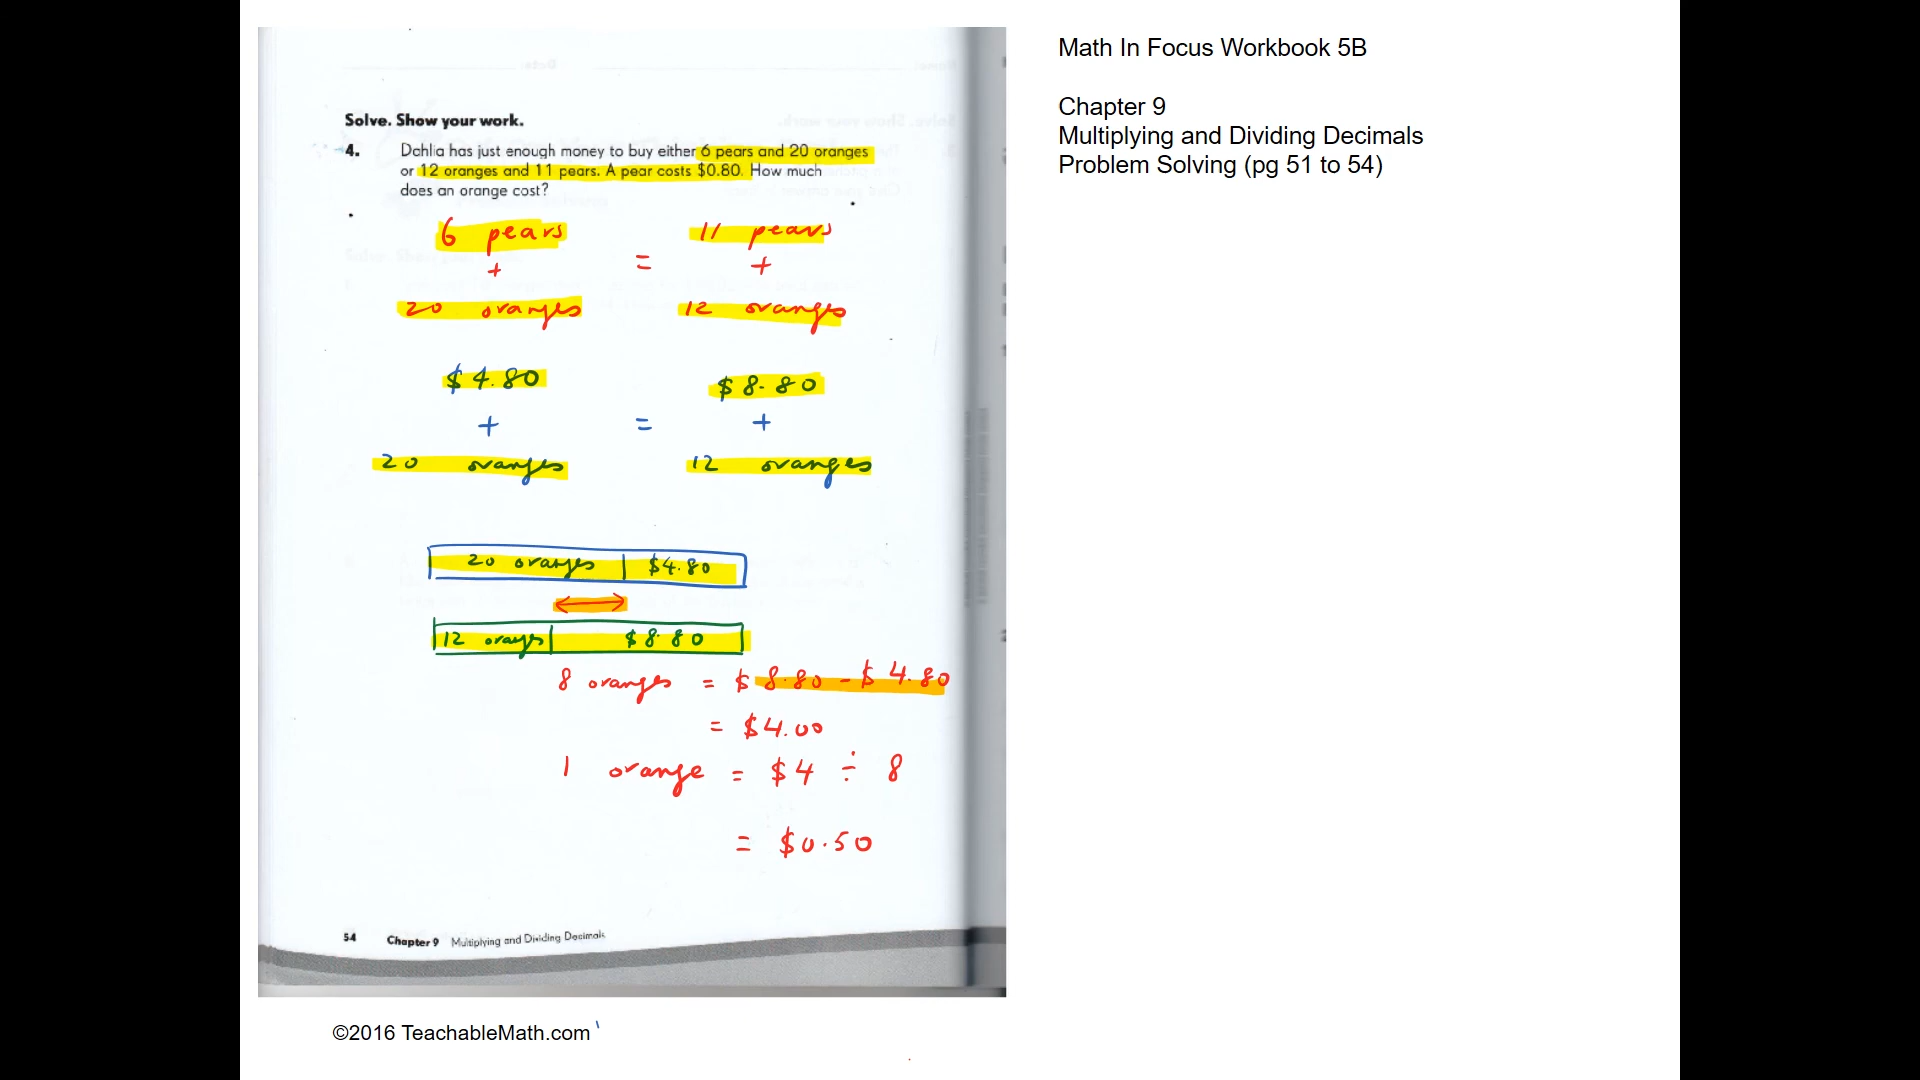 Solve. Show your work.
4. Dahlia has just enough money to buy either 6 pears and 20 oranges
or 12 oranges and 11 pears. A pear costs $0.80. How much
does an orange cost?
6 pears = 11 pears
+ +
20 oranges 12 oranges
$4.80 $8.80
+ = +
20 oranges 12 oranges
20 oranges $4.80
12 oranges $8.80
8 oranges = $8.80 - $4.80
= $4.00
1 orange = $4 ÷ 8
= $0.50
54 Chapter 9 Multiplying and Dividing Decimals
©2016 TeachableMath.com
Math In Focus Workbook 5B
Chapter 9
Multiplying and Dividing Decimals
Problem Solving (pg 51 to 54)